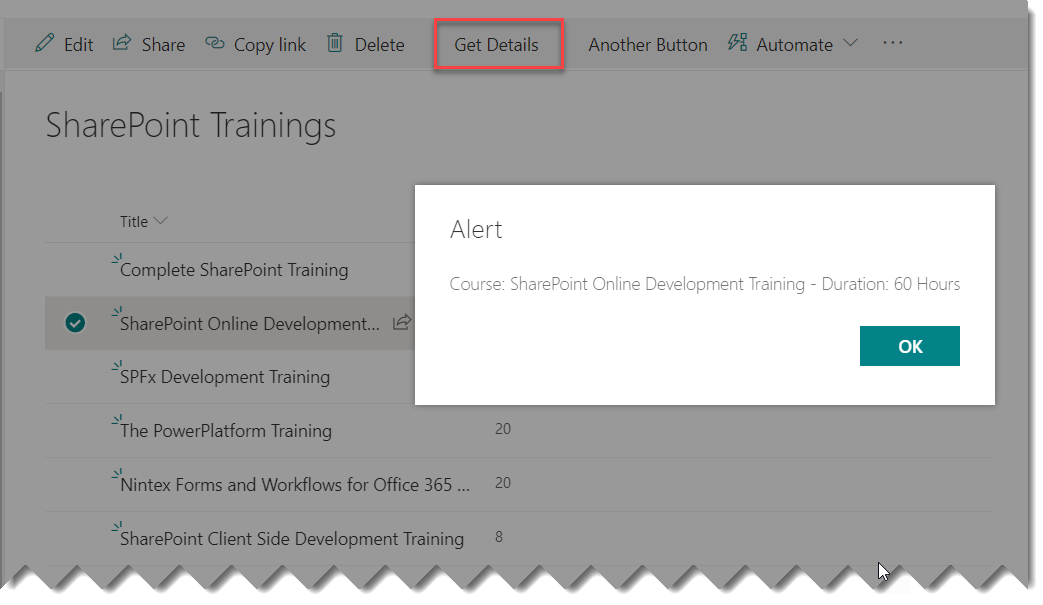 Edit Share Copy link Delete Get Details Another Button Automate ...
SharePoint Trainings
Title
Alert
Complete SharePoint Training
Course: SharePoint Online Development Training - Duration: 60 Hours
SharePoint Online Development...
OK
SPFx Development Training
The PowerPlatform Training 20
Nintex Forms and Workflows for Office 365 ... 20
SharePoint Client Side Development Training 8